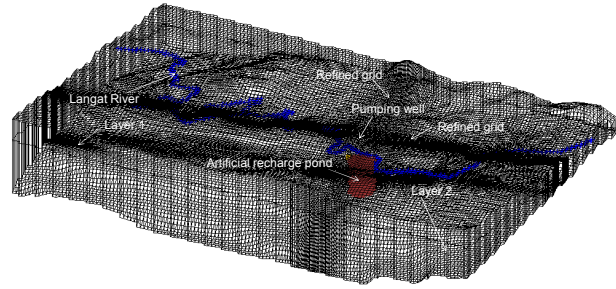 Refined grid
Langat River
Pumping well
Layer 1
Refined grid
Artificial recharge pond
Layer 2